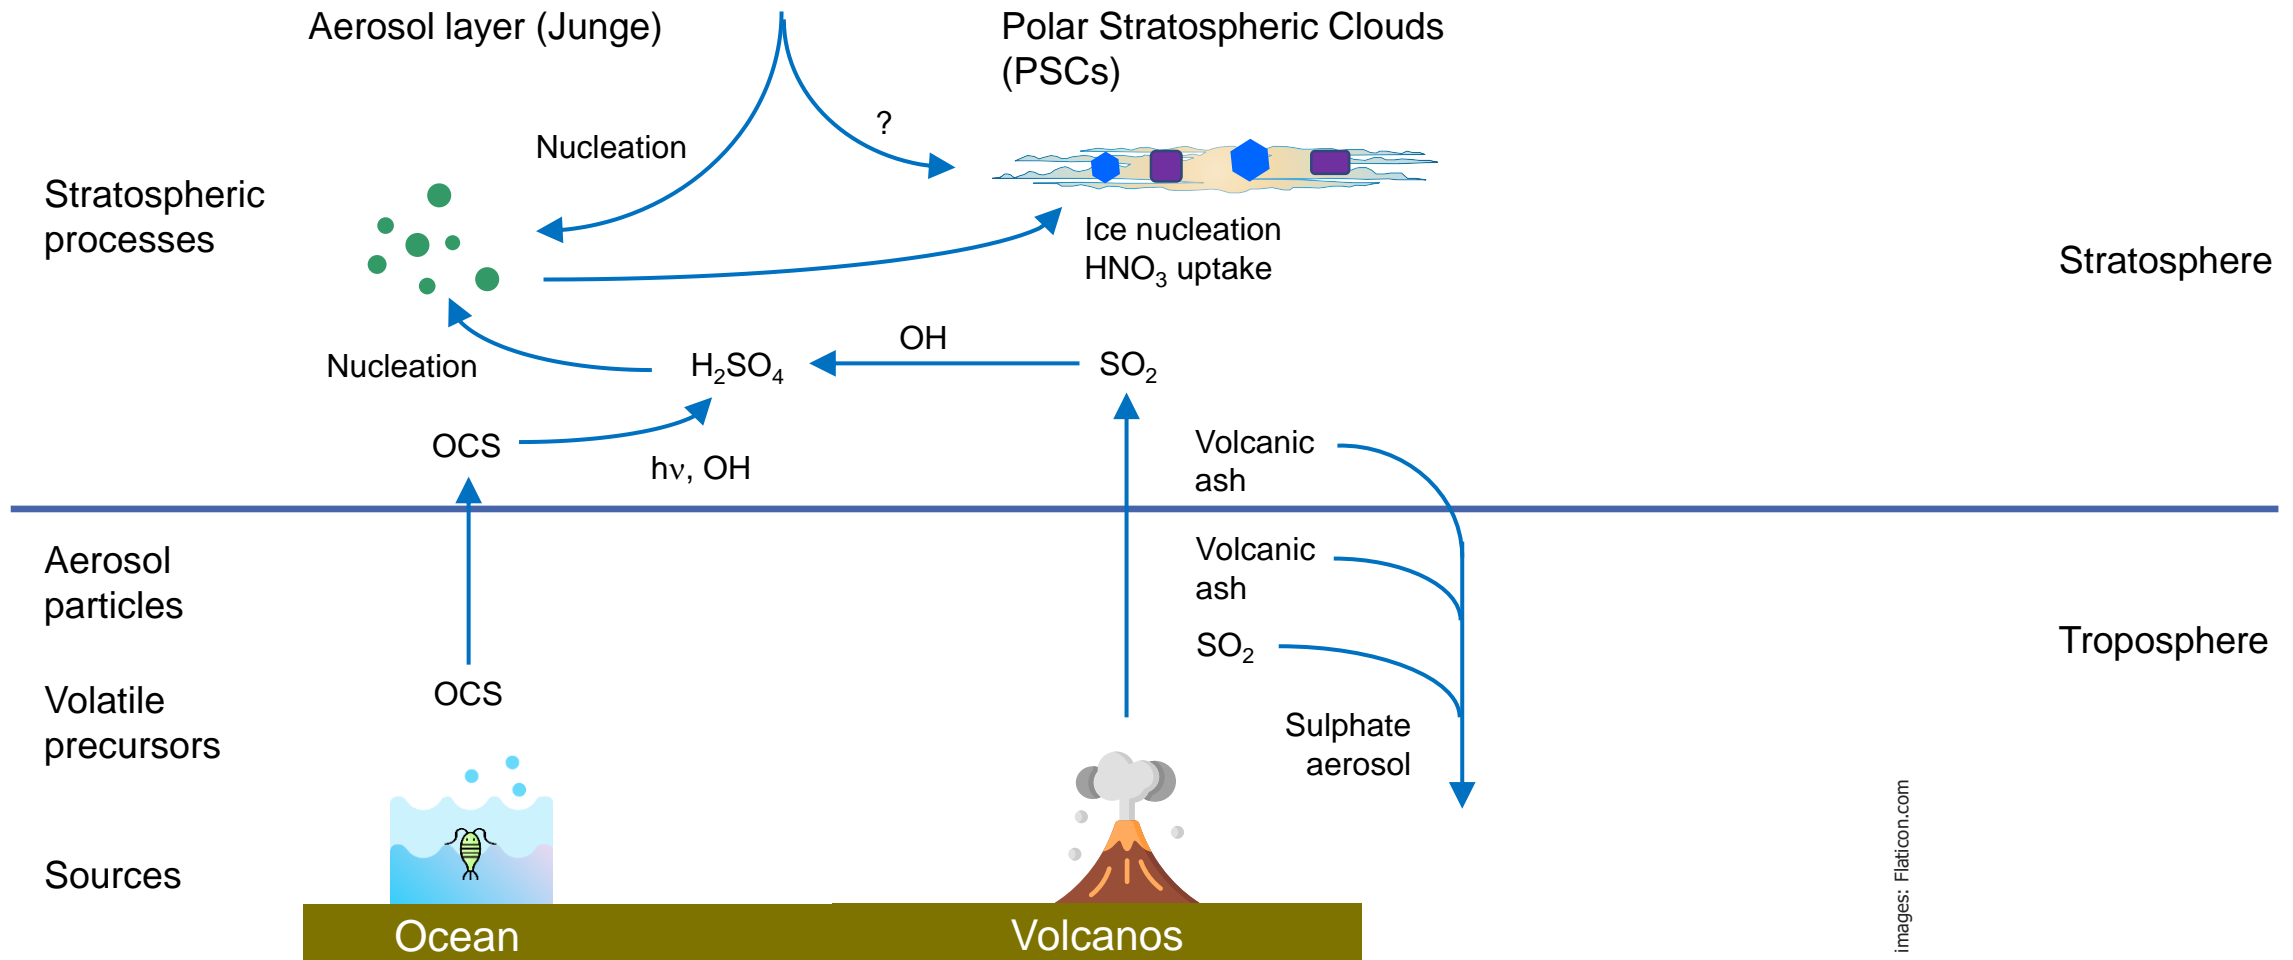 Aerosol layer (Junge)
Polar Stratospheric Clouds
(PSCs)
?
Nucleation
Stratospheric
processes
Ice nucleation
HNO₃ uptake
Stratosphere
OH
Nucleation
H₂SO₄
SO₂
OCS
hν, OH
Volcanic
ash
Aerosol
particles
Volcanic
ash
SO₂
Troposphere
OCS
Volatile
precursors
Sulphate
aerosol
Sources
Ocean
Volcanos
images: Flaticon.com